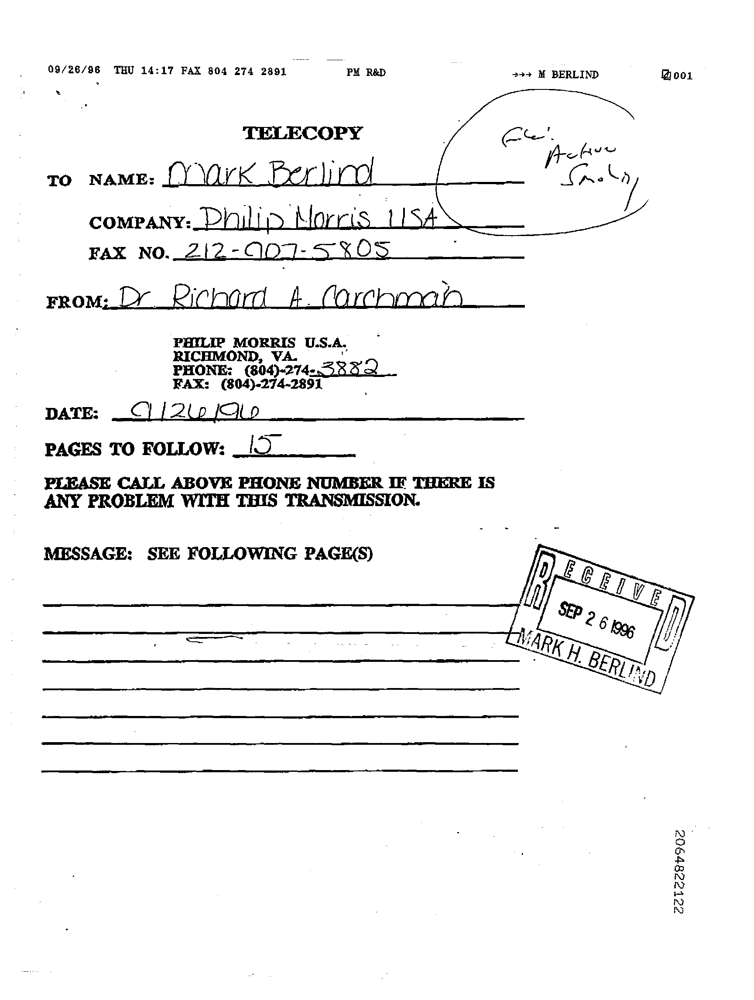 09/26/96 THU 14:17 FAX 804 274 2891 PM R&D →→→ M BERLIND 001
TELECOPY
File:
Active
Smoking
TO NAME: Mark Berlind
COMPANY: Philip Morris USA
FAX NO. 212-907-5805
FROM: Dr Richard A. Carchman
PHILIP MORRIS U.S.A.
RICHMOND, VA.
PHONE: (804)-274-3882
FAX: (804)-274-2891
DATE: 9/26/96
PAGES TO FOLLOW: 15
PLEASE CALL ABOVE PHONE NUMBER IF THERE IS
ANY PROBLEM WITH THIS TRANSMISSION.
MESSAGE: SEE FOLLOWING PAGE(S)
RECEIVED
SEP 26 1996
MARK H. BERLIND
2064822122